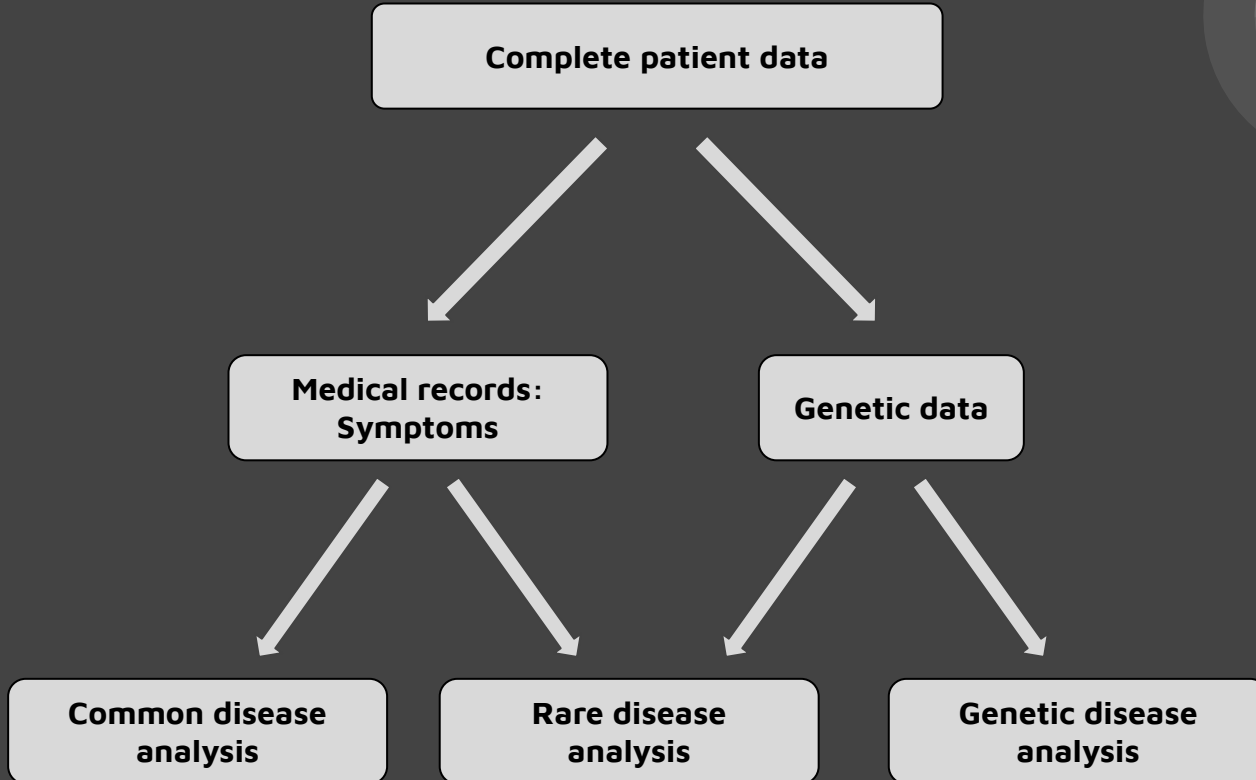 Complete patient data
Medical records:
Symptoms
Genetic data
Common disease
analysis
Rare disease
analysis
Genetic disease
analysis